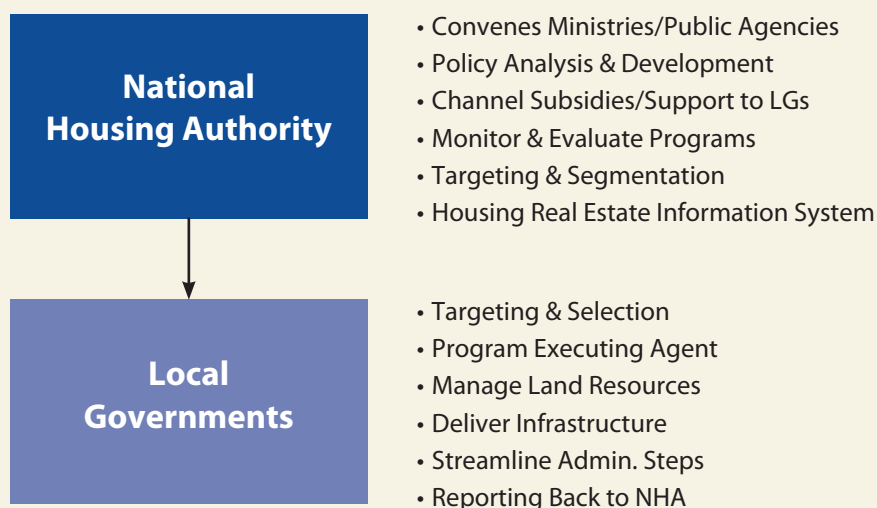 National
Housing Authority
• Convenes Ministries/Public Agencies
• Policy Analysis & Development
• Channel Subsidies/Support to LGs
• Monitor & Evaluate Programs
• Targeting & Segmentation
• Housing Real Estate Information System
Local
Governments
• Targeting & Selection
• Program Executing Agent
• Manage Land Resources
• Deliver Infrastructure
• Streamline Admin. Steps
• Reporting Back to NHA